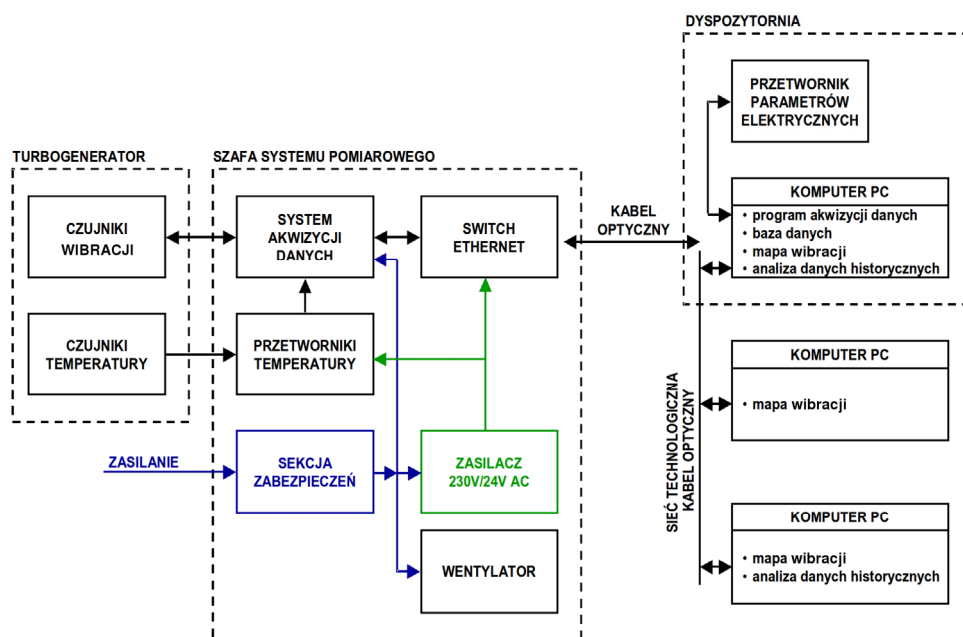 DYSPOZYTORNIA
PRZETWORNIK
PARAMETRÓW
ELEKTRYCZNYCH
TURBOGENERATOR
SZAFA SYSTEMU POMIAROWEGO
CZUJNIKI
WIBRACJI
SYSTEM
AKWIZYCJI
DANYCH
SWITCH
ETHERNET
KABEL
OPTYCZNY
KOMPUTER PC
• program akwizycji danych
• baza danych
• mapa wibracji
• analiza danych historycznych
CZUJNIKI
TEMPERATURY
PRZETWORNIKI
TEMPERATURY
KOMPUTER PC
• mapa wibracji
SIEĆ TECHNOLOGICZNA
KABEL OPTYCZNY
ZASILANIE
SEKCJA
ZABEZPIECZEŃ
ZASILACZ
230V/24V AC
KOMPUTER PC
• mapa wibracji
• analiza danych historycznych
WENTYLATOR